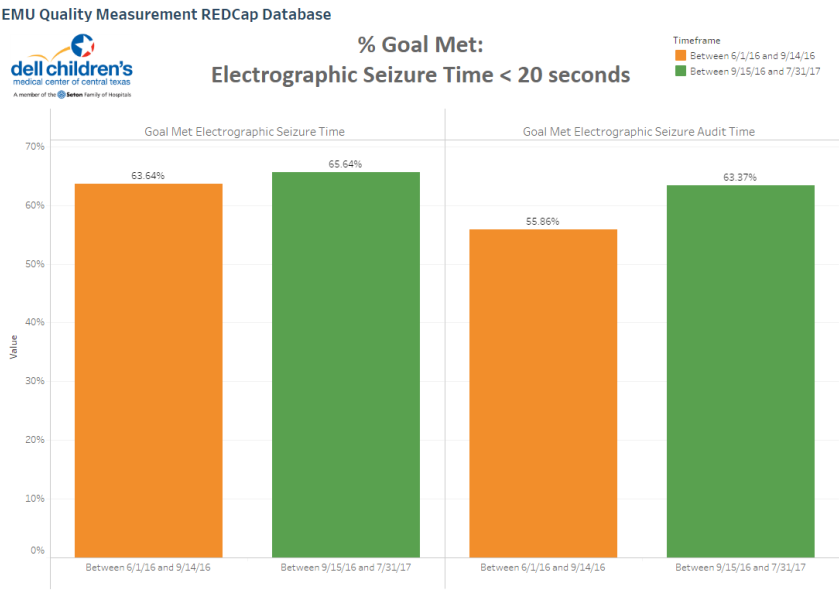 EMU Quality Measurement REDCap Database
dell children's
medical center of central texas
A member of the Seton Family of Hospitals
% Goal Met:
Electrographic Seizure Time < 20 seconds
Timeframe
Between 6/1/16 and 9/14/16
Between 9/15/16 and 7/31/17
Goal Met Electrographic Seizure Time
Goal Met Electrographic Seizure Audit Time
70%
60%
50%
40%
30%
20%
10%
0%
Value
63.64%
65.64%
55.86%
63.37%
Between 6/1/16 and 9/14/16
Between 9/15/16 and 7/31/17
Between 6/1/16 and 9/14/16
Between 9/15/16 and 7/31/17